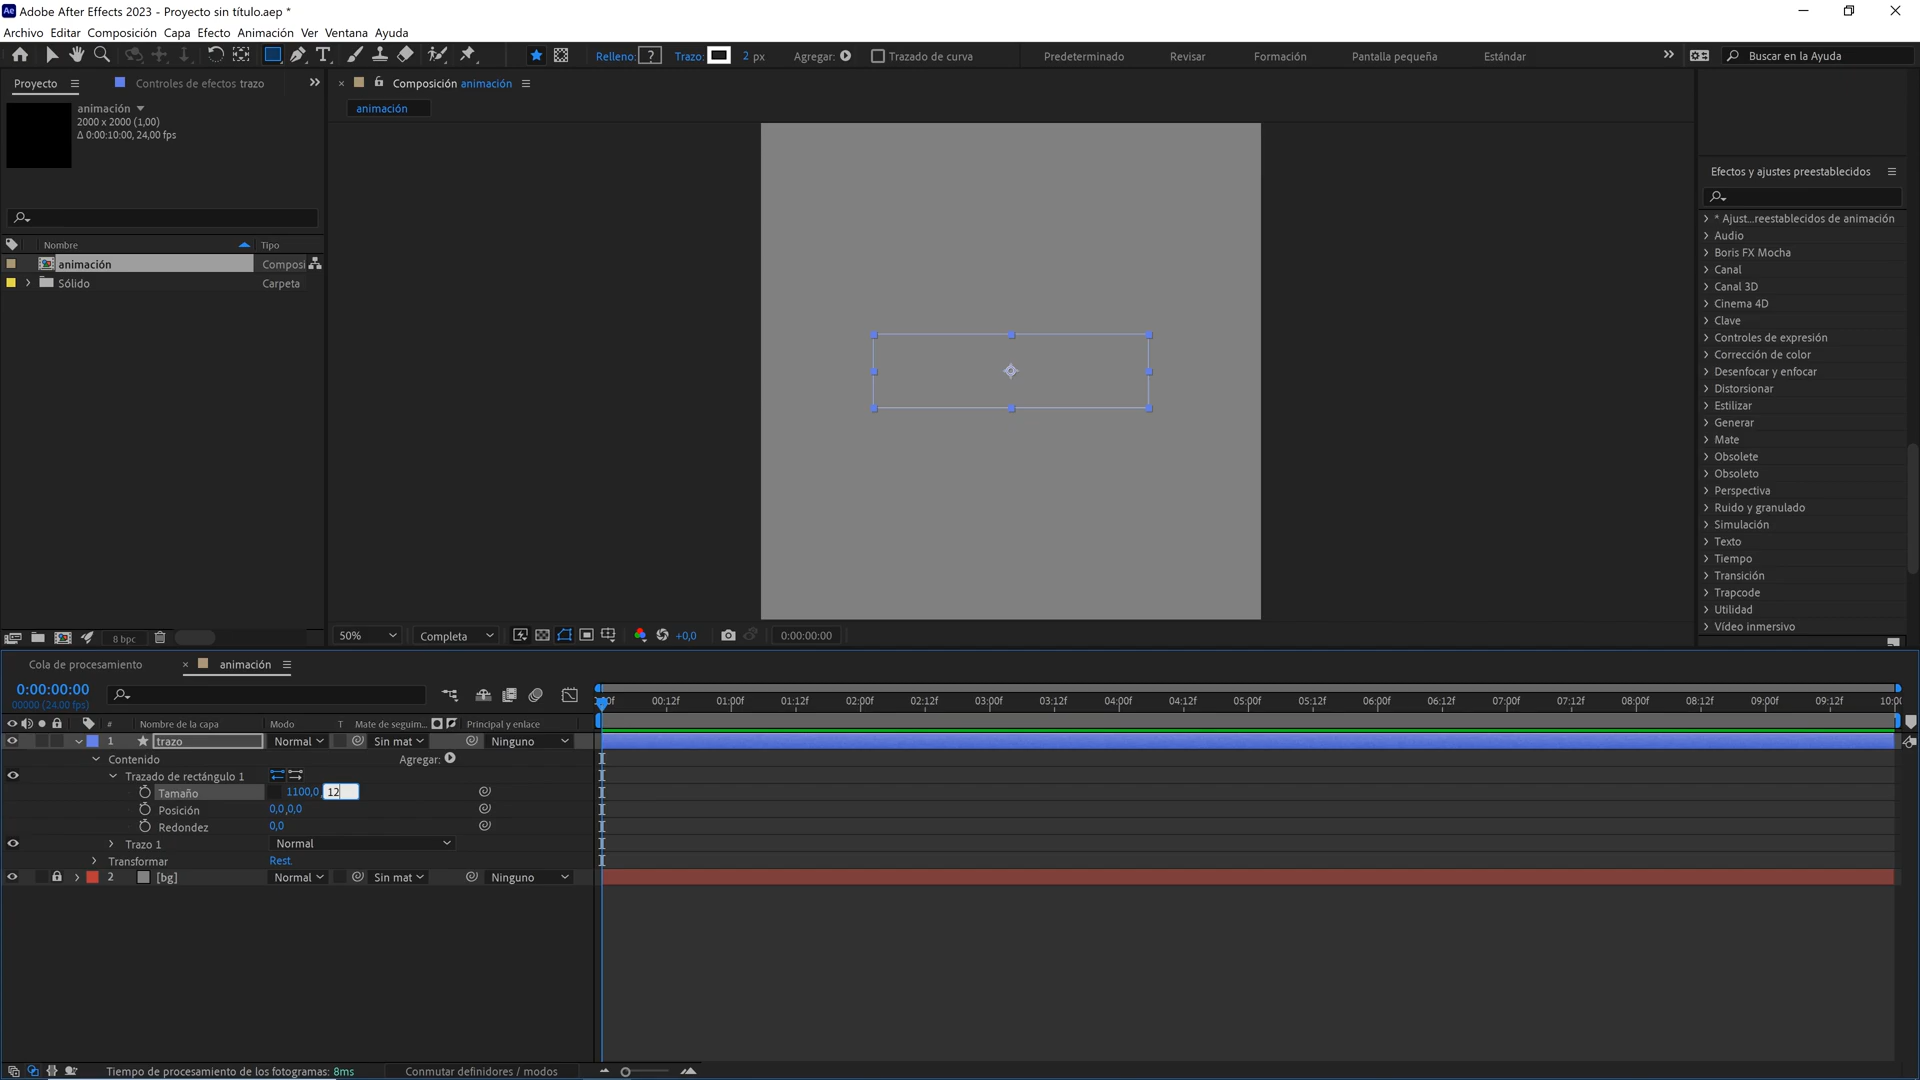 Adobe After Effects 2023 - Proyecto sin título.aep *
Archivo Editar Composición Capa Efecto Animación Ver Ventana Ayuda
Relleno: ? Trazo: 2 px Agregar: Trazado de curva Predeterminado Revisar Formación Pantalla pequeña Estándar Buscar en la Ayuda
Proyecto
Controles de efectos trazo
Composición animación
animación
animación
2000 x 2000 (1,00)
Δ 0:00:10:00, 24,00 fps
Nombre Tipo
animación Composi
Sólido Carpeta
8 bpc
50% Completa +0,0 0:00:00:00
Efectos y ajustes preestablecidos
* Ajust...reestablecidos de animación
Audio
Boris FX Mocha
Canal
Canal 3D
Cinema 4D
Clave
Controles de expresión
Corrección de color
Desenfocar y enfocar
Distorsionar
Estilizar
Generar
Mate
Obsolete
Obsoleto
Perspectiva
Ruido y granulado
Simulación
Texto
Tiempo
Transición
Trapcode
Utilidad
Vídeo inmersivo
Cola de procesamiento
animación
0:00:00:00
00000 (24.00 fps)
00f 00:12f 01:00f 01:12f 02:00f 02:12f 03:00f 03:12f 04:00f 04:12f 05:00f 05:12f 06:00f 06:12f 07:00f 07:12f 08:00f 08:12f 09:00f 09:12f 10:0
# Nombre de la capa Modo T Mate de seguim... Principal y enlace
1 trazo Normal Sin mat Ninguno
Contenido Agregar:
Trazado de rectángulo 1
Tamaño 1100,0, 12
Posición 0,0,0,0
Redondez 0,0
Trazo 1 Normal
Transformar Rest.
2 [bg] Normal Sin mat Ninguno
Tiempo de procesamiento de los fotogramas: 8ms
Conmutar definidores / modos